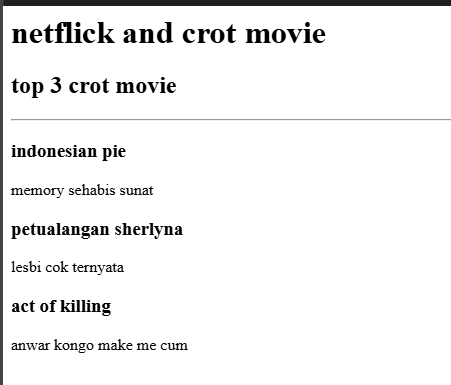 netflick and crot movie
top 3 crot movie
indonesian pie
memory sehabis sunat
petualangan sherlyna
lesbi cok ternyata
act of killing
anwar kongo make me cum